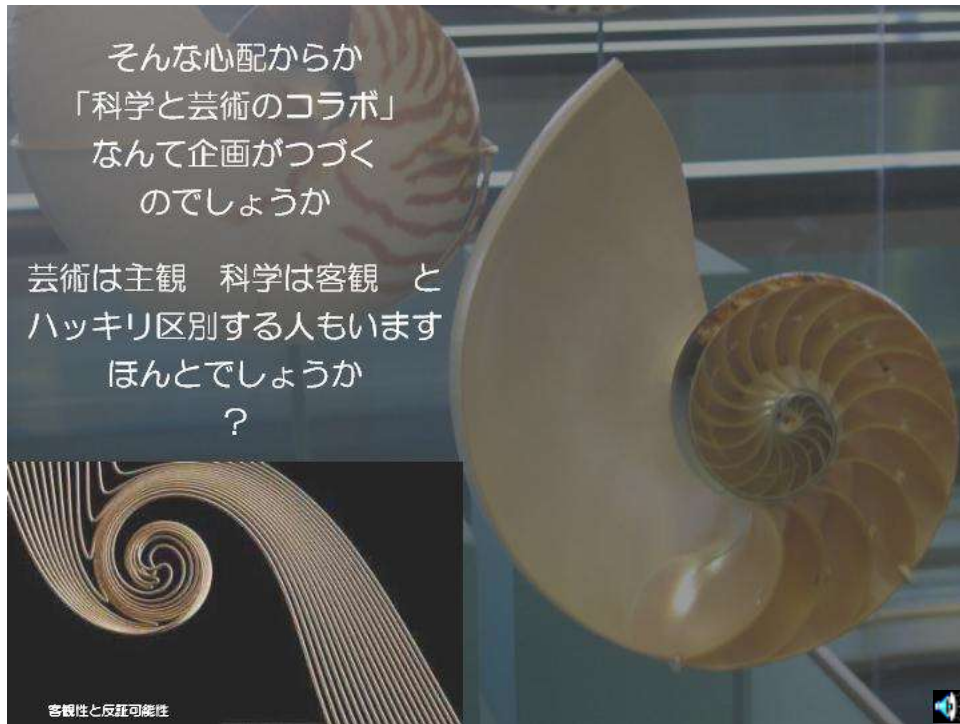 そんな心配からか
「科学と芸術のコラボ」
なんて企画がつづく
のでしょうか
芸術は主観　科学は客観　と
ハッキリ区別する人もいます
ほんとでしょうか
？
客観性と反証可能性